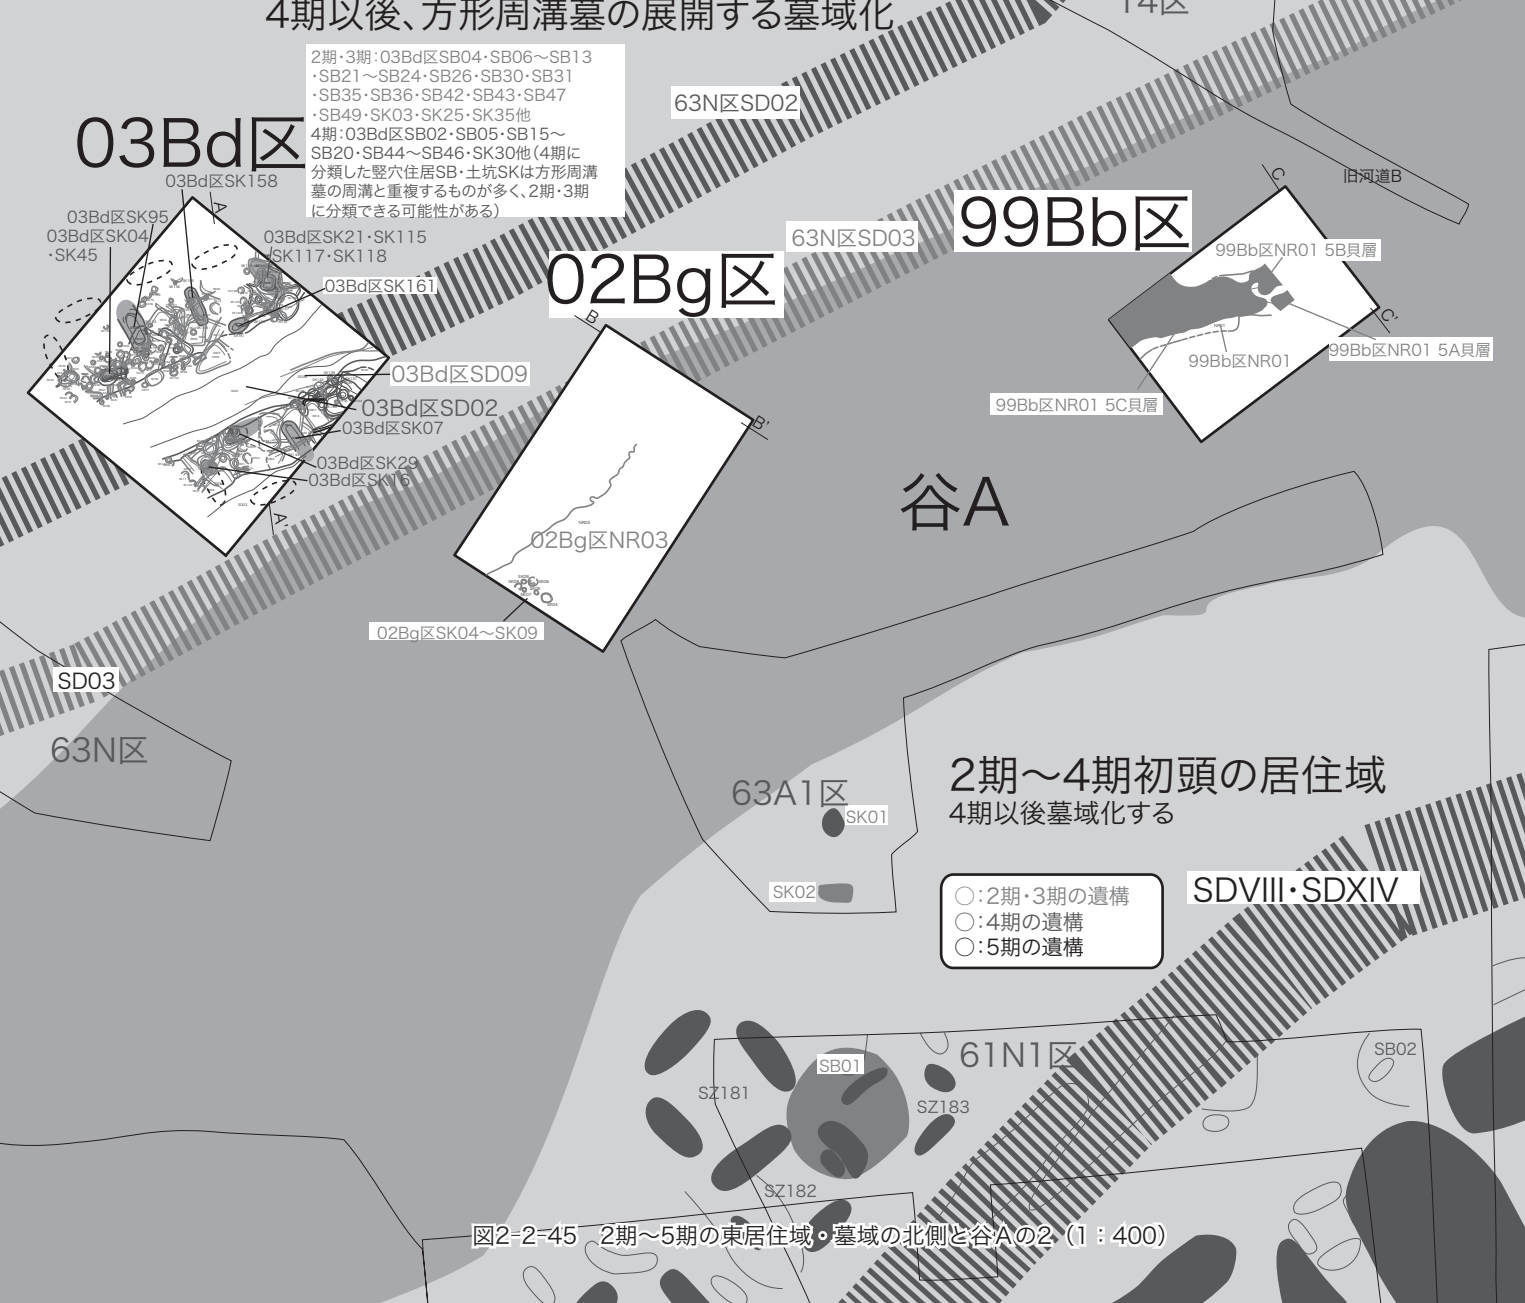 4期以後、方形周溝墓の展開する墓域化
14区
2期・3期：03Bd区SB04・SB06～SB13
・SB21～SB24・SB26・SB30・SB31
・SB35・SB36・SB42・SB43・SB47
・SB49・SK03・SK25・SK35他
4期：03Bd区SB02・SB05・SB15～
SB20・SB44～SB46・SK30他（4期に
分類した竪穴住居SB・土坑SKは方形周溝
墓の周溝と重複するものが多く、2期・3期
に分類できる可能性がある）
63N区SD02
03Bd区
03Bd区SK158
A
03Bd区SK95
03Bd区SK04
・SK45
03Bd区SK21・SK115
SK117・SK118
03Bd区SK161
03Bd区SD09
03Bd区SD02
03Bd区SK07
03Bd区SK29
03Bd区SK16
A'
63N区SD03
02Bg区
B
B'
02Bg区NR03
02Bg区SK04～SK09
99Bb区
C
旧河道B
99Bb区NR01 5B貝層
C'
99Bb区NR01 5A貝層
99Bb区NR01
99Bb区NR01 5C貝層
谷A
SD03
63N区
63A1区
SK01
SK02
2期～4期初頭の居住域
4期以後墓域化する
○：2期・3期の遺構
○：4期の遺構
○：5期の遺構
SDVIII・SDXIV
61N1区
SB01
SB02
SZ181
SZ183
SZ182
図2-2-45　2期～5期の東居住域・墓域の北側と谷Aの2（1：400）